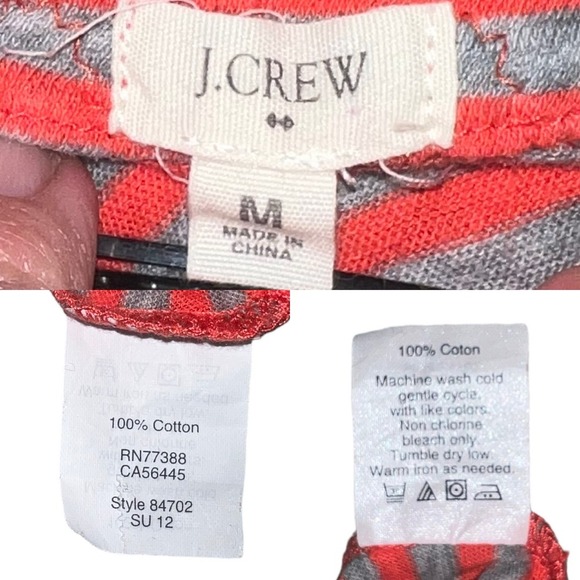 J.CREW
M
MADE IN
CHINA
100% Cotton
RN77388
CA56445
Style 84702
SU 12
100% Coton
Machine wash cold
gentle cycle.
with like colors.
Non chlorine
bleach only.
Tumble dry low.
Warm iron as needed.